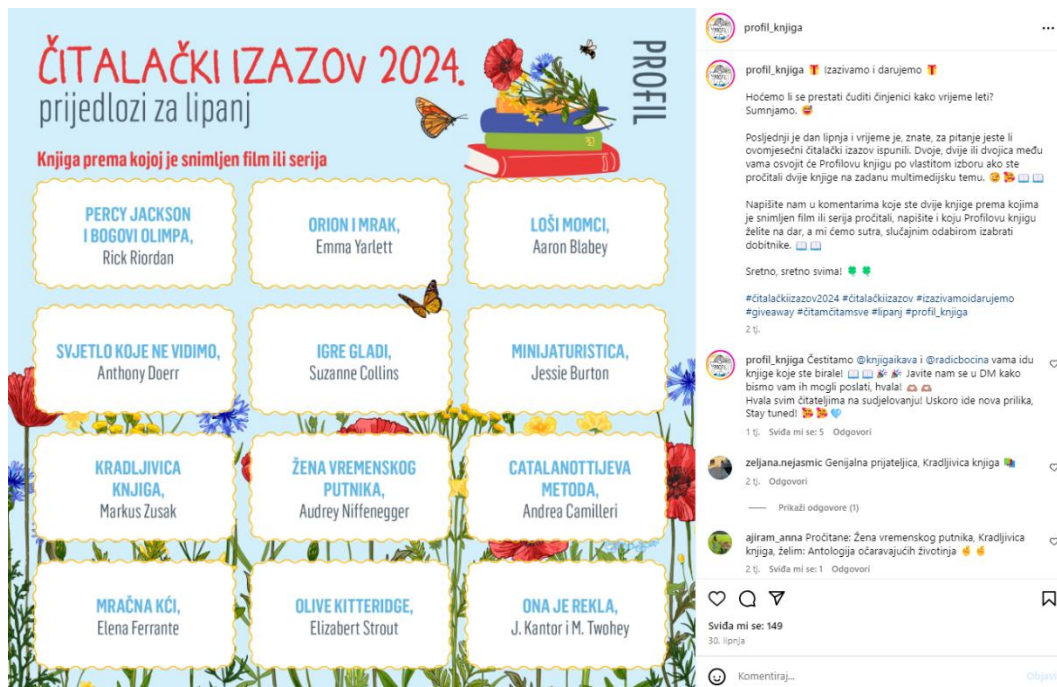 ČITALAČKI IZAZOV 2024.
prijedlozi za lipanj
PROFIL
Knjiga prema kojoj je snimljen film ili serija
PERCY JACKSON
I BOGOVI OLIMPA,
Rick Riordan
ORION I MRAK,
Emma Yarlett
LOŠI MOMCI,
Aaron Blabey
SVJETLO KOJE NE VIDIMO,
Anthony Doerr
IGRE GLADI,
Suzanne Collins
MINIJATURISTICA,
Jessie Burton
KRADLJIVICA
KNJIGA,
Markus Zusak
ŽENA VREMENSKOG
PUTNIKA,
Audrey Niffenegger
CATALANOTTIJEVA
METODA,
Andrea Camilleri
MRAČNA KĆI,
Elena Ferrante
OLIVE KITTERIDGE,
Elizabert Strout
ONA JE REKLA,
J. Kantor i M. Twohey
profil_knjiga
profil_knjiga 🎁 Izazivamo i darujemo 🎁
Hoćemo li se prestati čuditi činjenici kako vrijeme leti?
Sumnjamo. 😅
Posljednji je dan lipnja i vrijeme je, znate, za pitanje jeste li
ovomjesečni čitalački izazov ispunili. Dvoje, dvije ili dvojica među
vama osvojit će Profilovu knjigu po vlastitom izboru ako ste
pročitali dvije knjige na zadanu multimedijsku temu.
Napišite nam u komentarima koje ste dvije knjige prema kojima
je snimljen film ili serija pročitali, napišite i koju Profilovu knjigu
želite na dar, a mi ćemo sutra, slučajnim odabirom izabrati
dobitnike. 📖 📖
Sretno, sretno svima! 🍀 🍀
#čitalačkiizazov2024 #čitalačkiizazov #izazivamoidarujemo
#giveaway #čitamčitamsve #lipanj #profil_knjiga
2 tj.
profil_knjiga Čestitamo @knjigaikava i @radicbocina vama idu
knjige koje ste birale! 📖 📖 🎉 🎉 Javite nam se u DM kako
bismo vam ih mogli poslati, hvala! 🫶 🫶
Hvala svim čitateljima na sudjelovanju! Uskoro ide nova prilika,
Stay tuned!
1 tj. Sviđa mi se: 5 Odgovori
zeljana.nejasmic Genijalna prijateljica, Kradljivica knjiga
2 tj. Odgovori
Prikaži odgovore (1)
ajiram_anna Pročitane: Žena vremenskog putnika, Kradljivica
knjiga, želim: Antologija očaravajućih životinja
2 tj. Sviđa mi se: 1 Odgovori
Sviđa mi se: 149
30. lipnja
Komentiraj...
Objavi